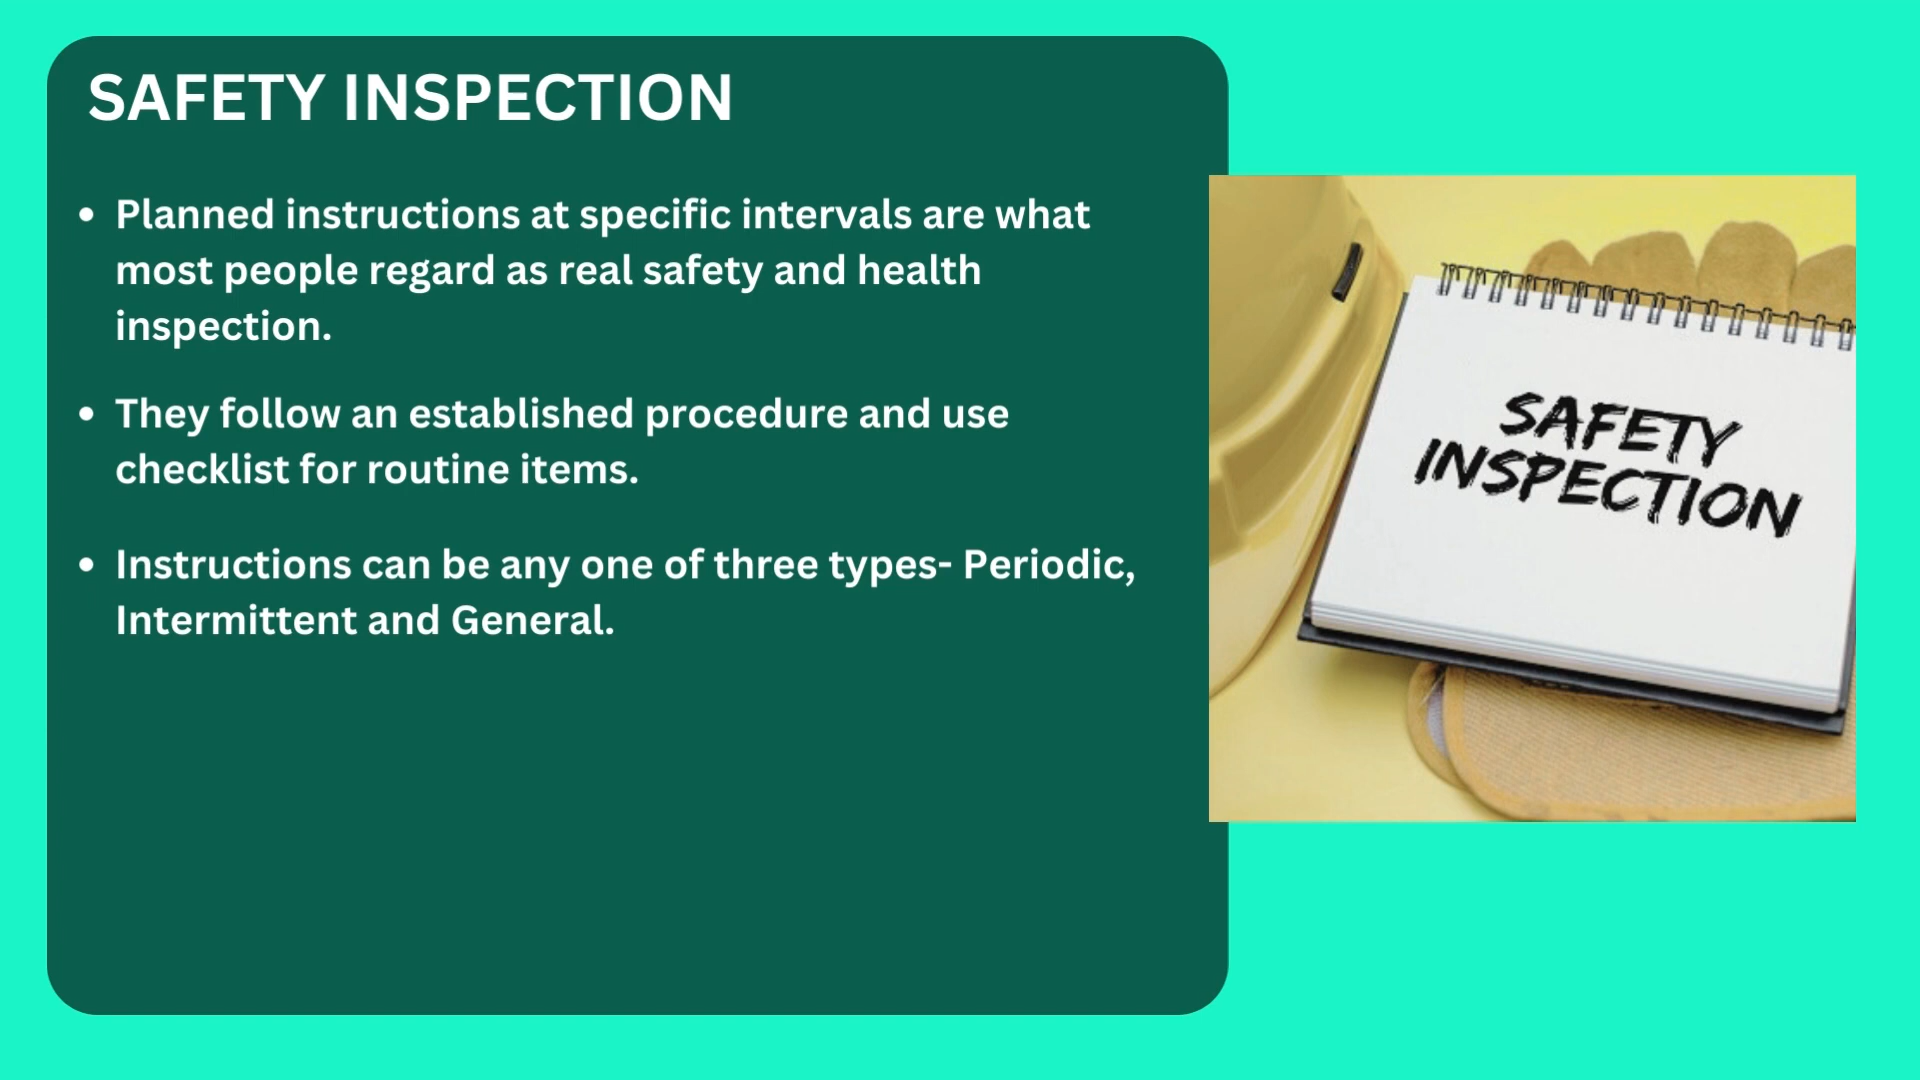 SAFETY INSPECTION
• Planned instructions at specific intervals are what
most people regard as real safety and health
inspection.
• They follow an established procedure and use
checklist for routine items.
• Instructions can be any one of three types- Periodic,
Intermittent and General.
SAFETY
INSPECTION